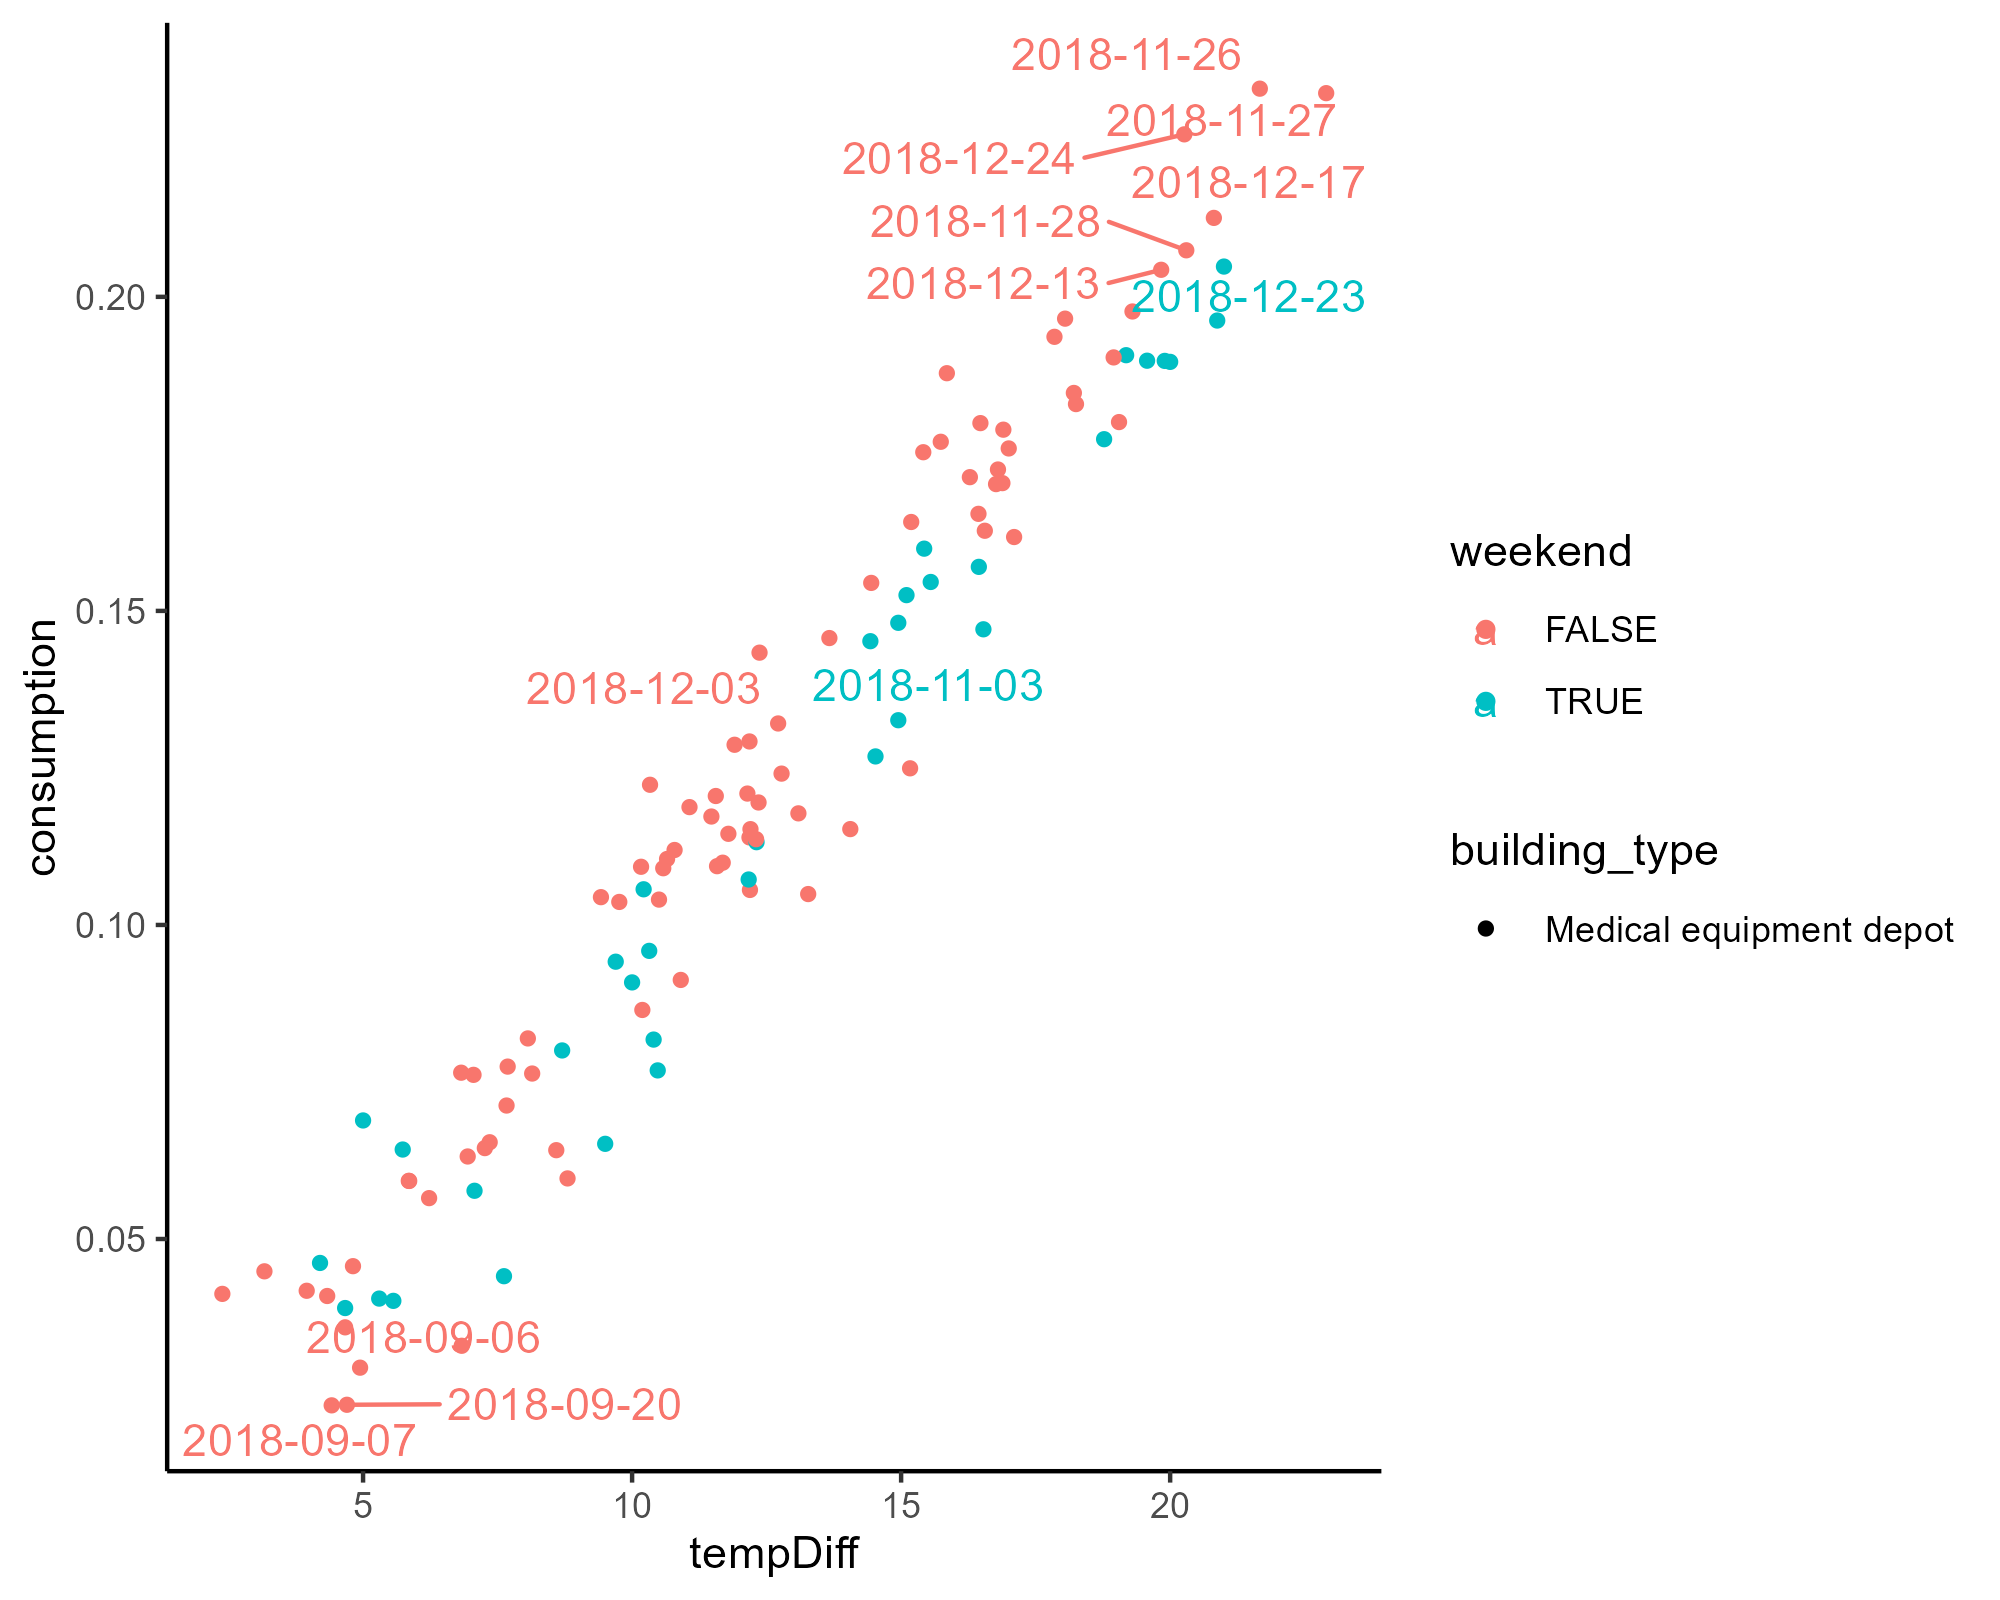 2018-11-26
2018-11-27
2018-12-24
2018-12-17
2018-11-28
2018-12-13
2018-12-23
2018-12-03
2018-11-03
2018-09-06
2018-09-20
2018-09-07
0.20
0.15
0.10
0.05
consumption
5 10 15 20
tempDiff
weekend
a FALSE
a TRUE
building_type
Medical equipment depot